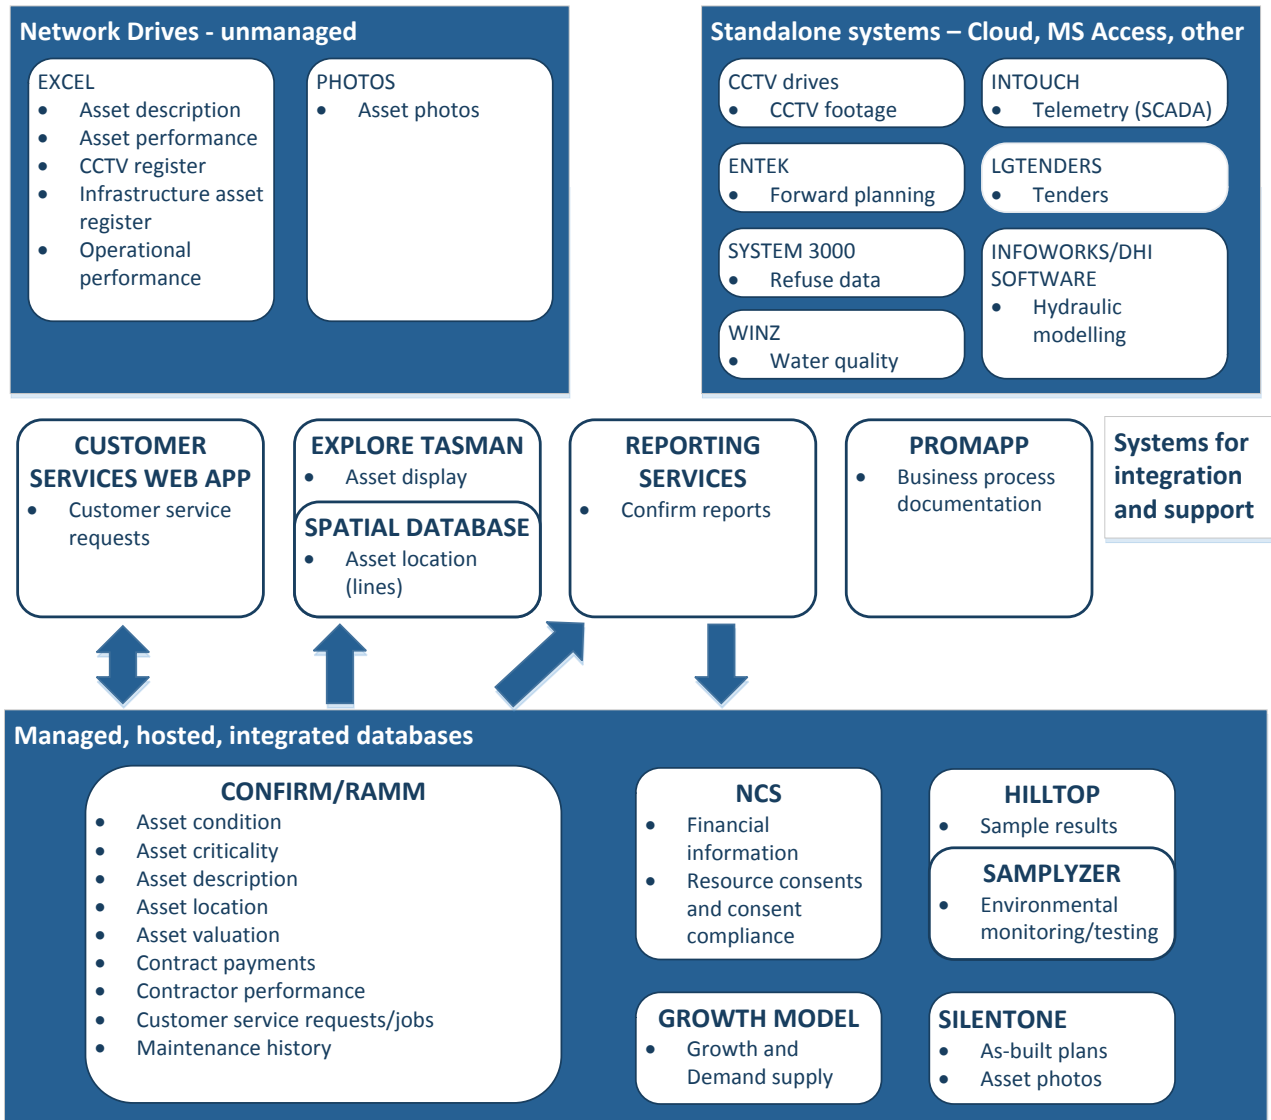 Network Drives - unmanaged
EXCEL
• Asset description
• Asset performance
• CCTV register
• Infrastructure asset
register
• Operational
performance
PHOTOS
• Asset photos
Standalone systems – Cloud, MS Access, other
CCTV drives
• CCTV footage
INTOUCH
• Telemetry (SCADA)
ENTEK
• Forward planning
LGTENDERS
• Tenders
SYSTEM 3000
• Refuse data
INFOWORKS/DHI
SOFTWARE
• Hydraulic
modelling
WINZ
• Water quality
CUSTOMER
SERVICES WEB APP
• Customer service
requests
EXPLORE TASMAN
• Asset display
SPATIAL DATABASE
• Asset location
(lines)
REPORTING
SERVICES
• Confirm reports
PROMAPP
• Business process
documentation
Systems for
integration
and support
Managed, hosted, integrated databases
CONFIRM/RAMM
• Asset condition
• Asset criticality
• Asset description
• Asset location
• Asset valuation
• Contract payments
• Contractor performance
• Customer service requests/jobs
• Maintenance history
NCS
• Financial
information
• Resource consents
and consent
compliance
HILLTOP
• Sample results
SAMPLYZER
• Environmental
monitoring/testing
GROWTH MODEL
• Growth and
Demand supply
SILENTONE
• As-built plans
• Asset photos